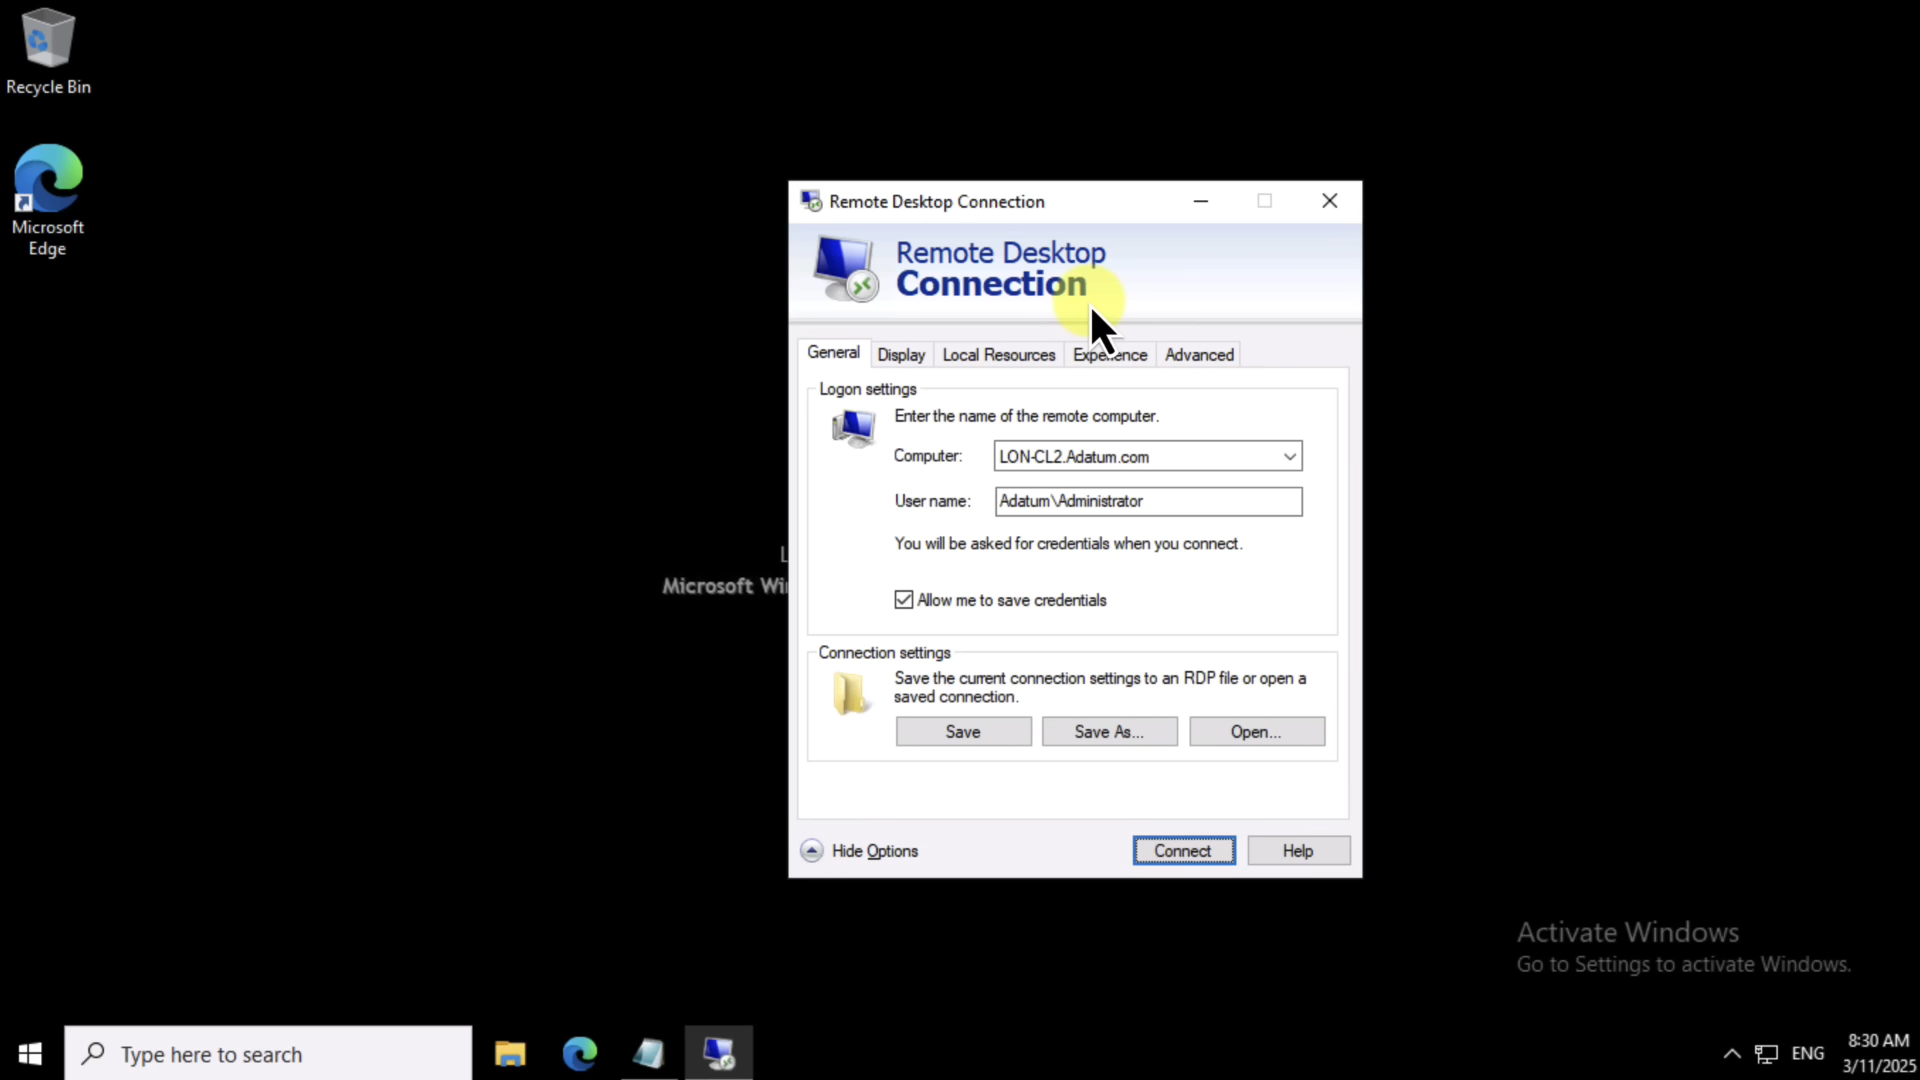 Recycle Bin
Microsoft
Edge
Microsoft Wi
Remote Desktop Connection
Remote Desktop
Connection
General
Display
Local Resources
Experience
Advanced
Logon settings
Enter the name of the remote computer.
Computer:
LON-CL2.Adatum.com
User name:
Adatum\Administrator
You will be asked for credentials when you connect.
Allow me to save credentials
Connection settings
Save the current connection settings to an RDP file or open a
saved connection.
Save
Save As...
Open...
Hide Options
Connect
Help
Activate Windows
Go to Settings to activate Windows.
Type here to search
ENG
8:30 AM
3/11/2025